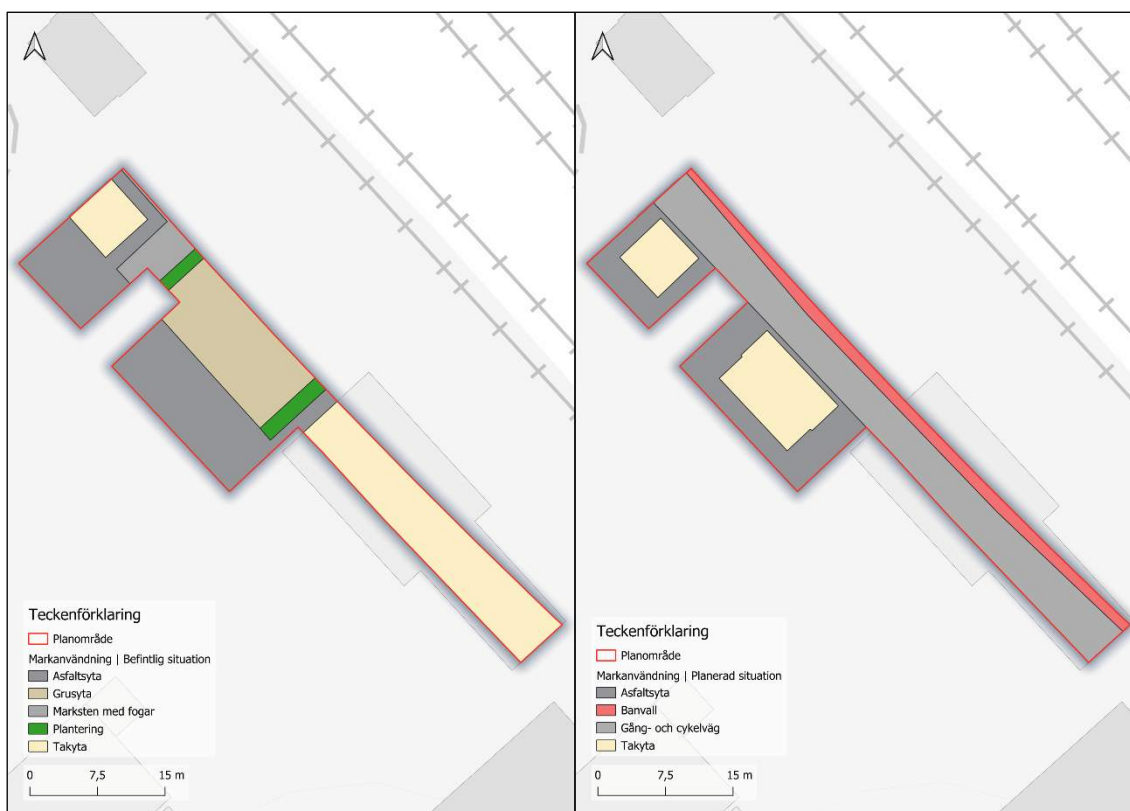 Teckenförklaring
Planområde
Markanvändning | Befintlig situation
Asfaltsyta
Grusyta
Marksten med fogar
Plantering
Takyta
0 7,5 15 m
Teckenförklaring
Planområde
Markanvändning | Planerad situation
Asfaltsyta
Banvall
Gång- och cykelväg
Takyta
0 7,5 15 m